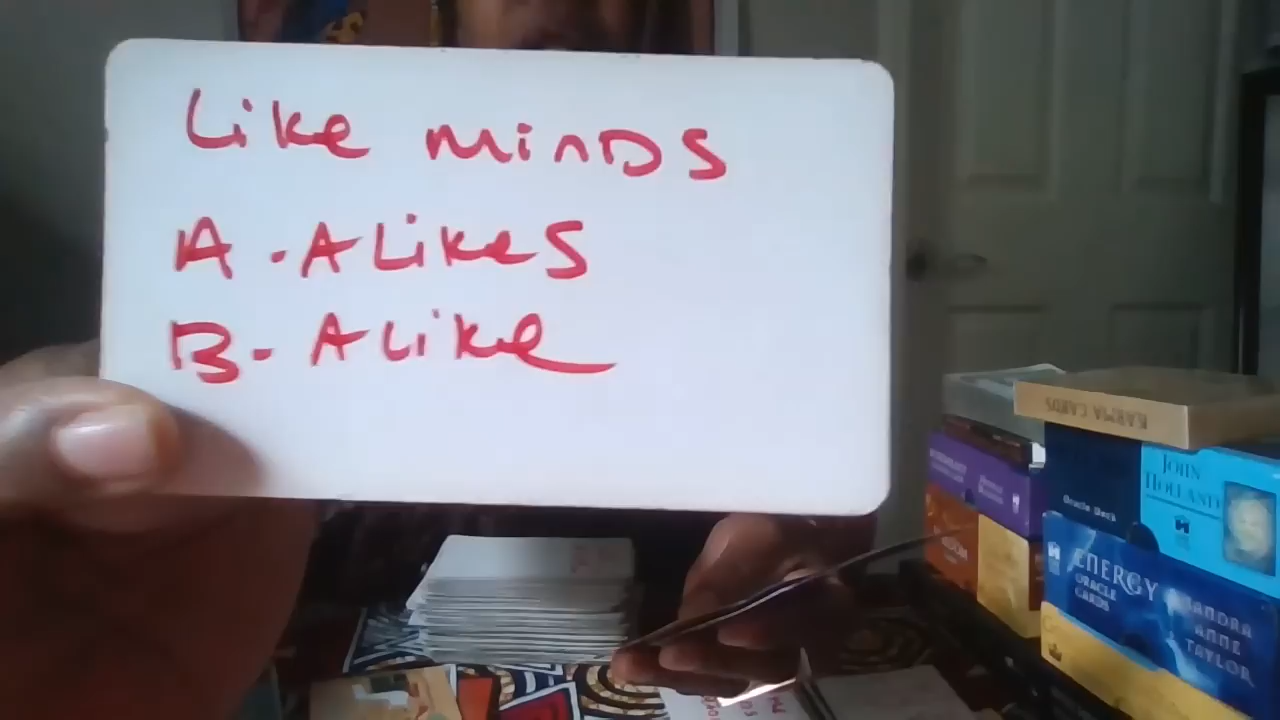 Like minDS
A. ALikeS
B. ALike
KARMA CARDS
JOHN
HOLLAND
Oracle Deck
ENERGY
ORACLE
CARDS
SANDRA
ANNE
TAYLOR